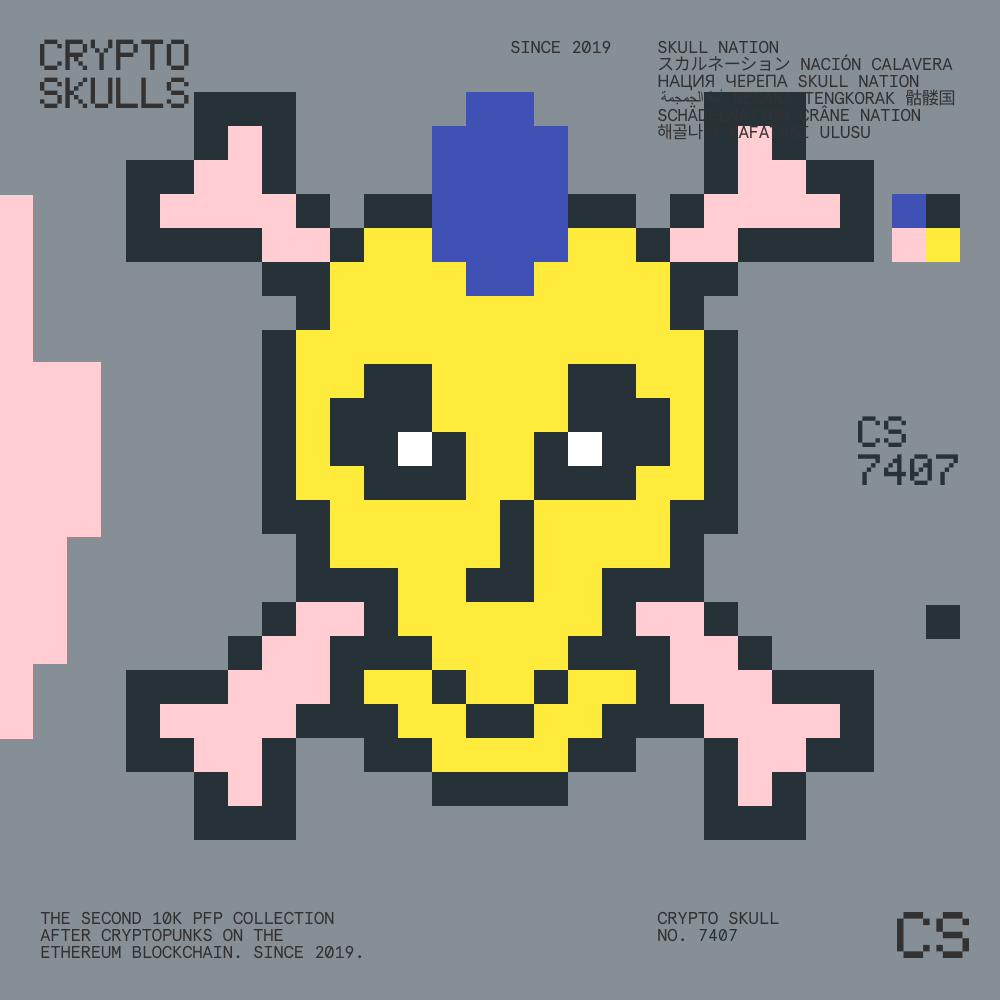 CRYPTO
SKULLS
SINCE 2019
SKULL NATION
スカルネーション NACIÓN CALAVERA
НАЦИЯ ЧЕРЕПА SKULL NATION
TENGKORAK 骷髅国
CRÂNE NATION
해골나 ULUSU
CS
7407
THE SECOND 10K PFP COLLECTION
AFTER CRYPTOPUNKS ON THE
ETHEREUM BLOCKCHAIN. SINCE 2019.
CRYPTO SKULL
NO. 7407
CS